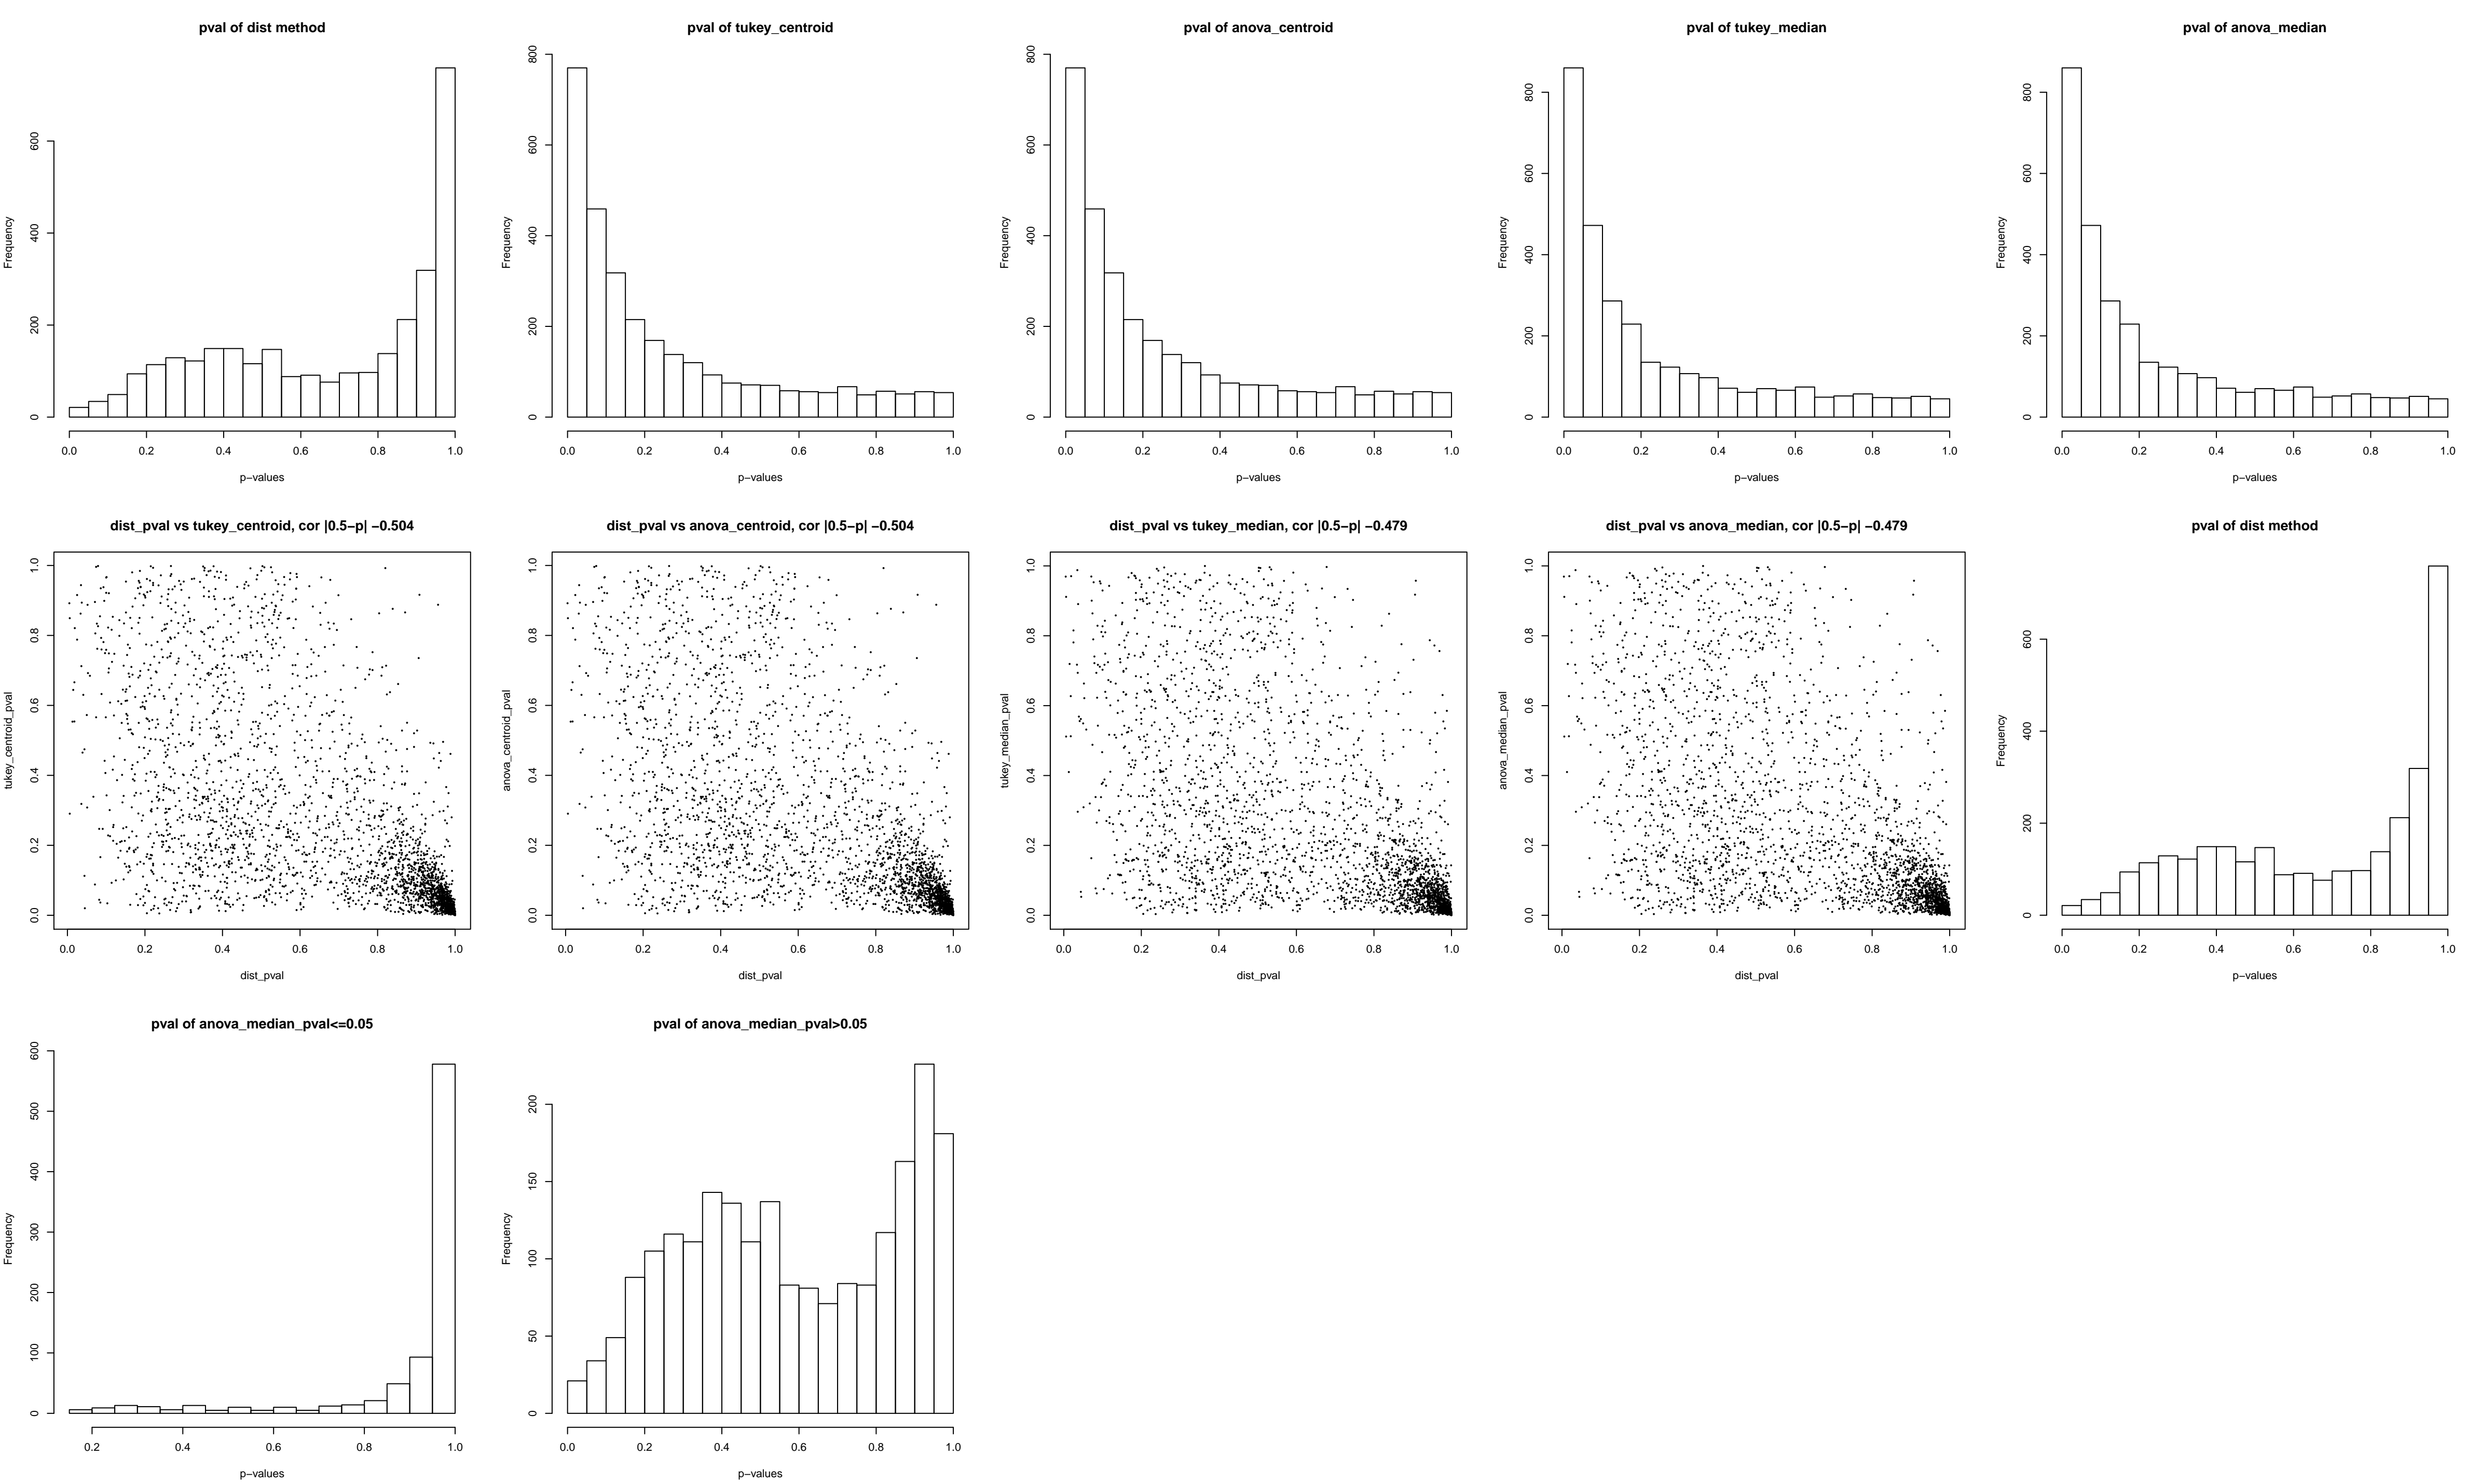 pval of dist method
Frequency
0 200 400 600
0.0 0.2 0.4 0.6 0.8 1.0
p−values
pval of tukey_centroid
Frequency
0 200 400 600 800
0.0 0.2 0.4 0.6 0.8 1.0
p−values
pval of anova_centroid
Frequency
0 200 400 600 800
0.0 0.2 0.4 0.6 0.8 1.0
p−values
pval of tukey_median
Frequency
0 200 400 600 800
0.0 0.2 0.4 0.6 0.8 1.0
p−values
pval of anova_median
Frequency
0 200 400 600 800
0.0 0.2 0.4 0.6 0.8 1.0
p−values
dist_pval vs tukey_centroid, cor |0.5−p| −0.504
tukey_centroid_pval
0.0 0.2 0.4 0.6 0.8 1.0
0.0 0.2 0.4 0.6 0.8 1.0
dist_pval
dist_pval vs anova_centroid, cor |0.5−p| −0.504
anova_centroid_pval
0.0 0.2 0.4 0.6 0.8 1.0
0.0 0.2 0.4 0.6 0.8 1.0
dist_pval
dist_pval vs tukey_median, cor |0.5−p| −0.479
tukey_median_pval
0.0 0.2 0.4 0.6 0.8 1.0
0.0 0.2 0.4 0.6 0.8 1.0
dist_pval
dist_pval vs anova_median, cor |0.5−p| −0.479
anova_median_pval
0.0 0.2 0.4 0.6 0.8 1.0
0.0 0.2 0.4 0.6 0.8 1.0
dist_pval
pval of dist method
Frequency
0 200 400 600
0.0 0.2 0.4 0.6 0.8 1.0
p−values
pval of anova_median_pval<=0.05
Frequency
0 100 200 300 400 500 600
0.2 0.4 0.6 0.8 1.0
p−values
pval of anova_median_pval>0.05
Frequency
0 50 100 150 200
0.0 0.2 0.4 0.6 0.8 1.0
p−values